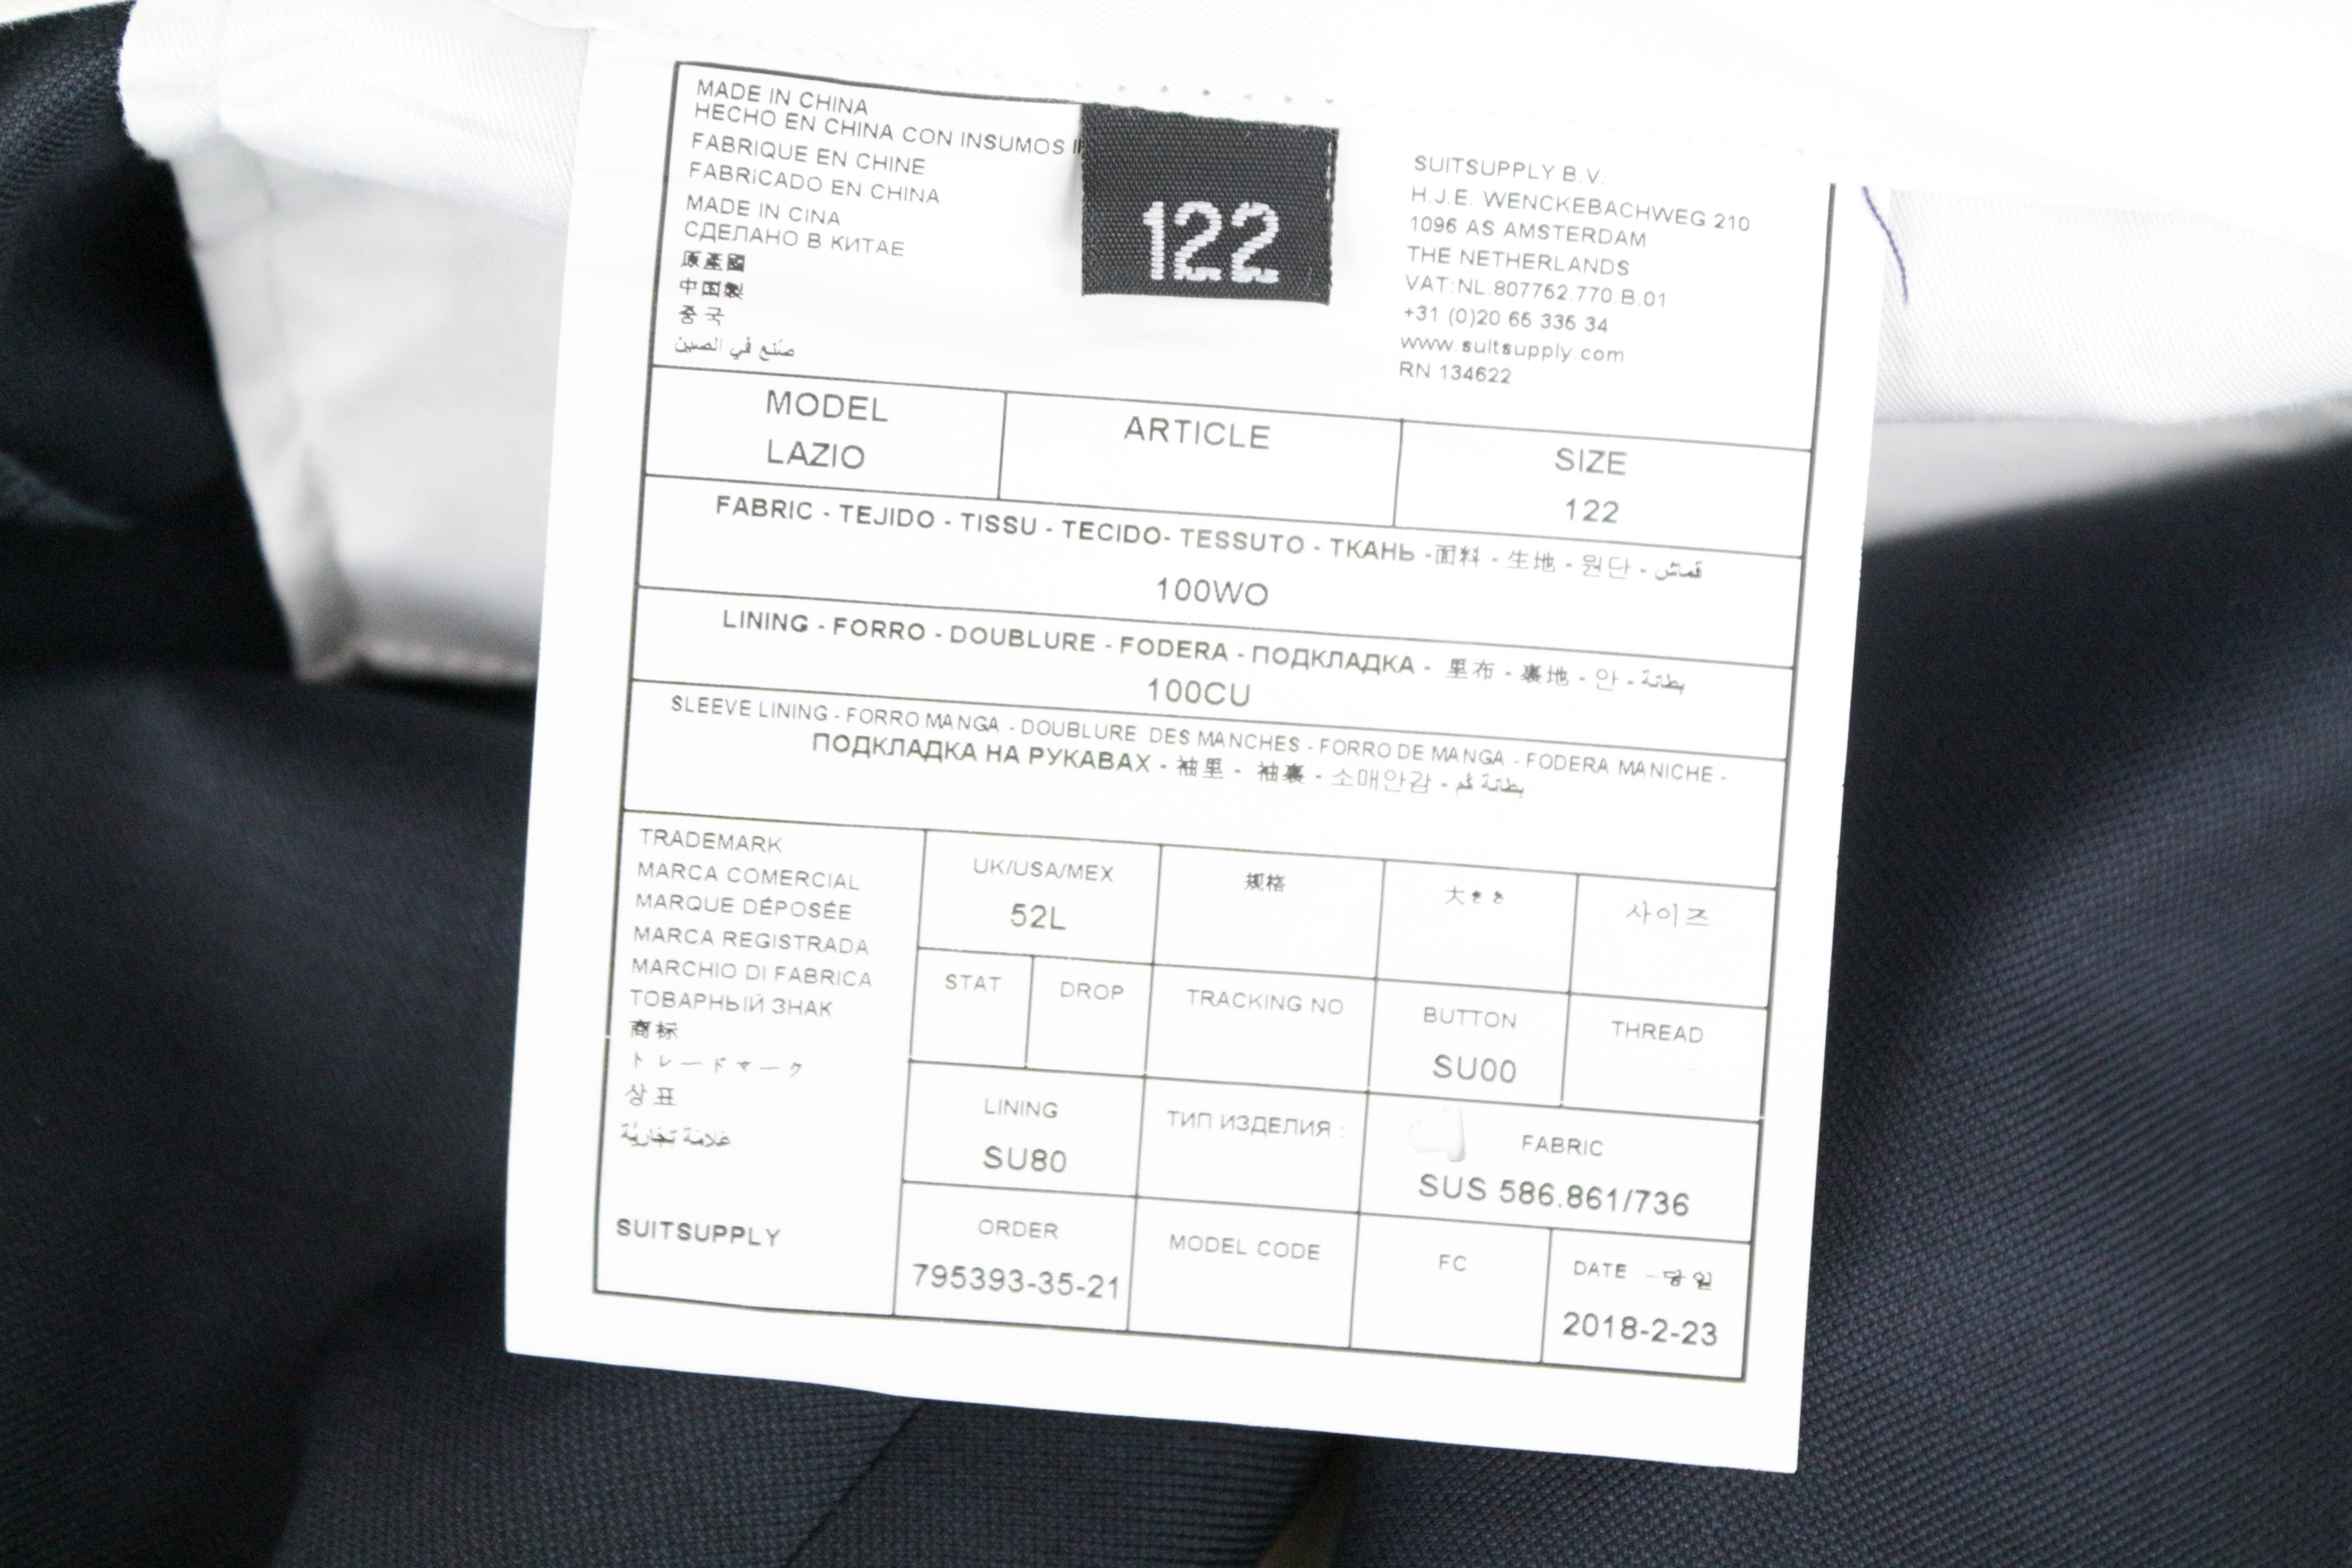 MADE IN CHINA
HECHO EN CHINA CON INSUMOS
FABRIQUE EN CHINE
FABRICADO EN CHINA
MADE IN CINA
СДЕЛАНО В КИТАЕ
原產國
中国製
중국
صنع في الصين
122
SUITSUPPLY B.V.
H.J.E. WENCKEBACHWEG 210
1096 AS AMSTERDAM
THE NETHERLANDS
VAT:NL.807762.770.B.01
+31 (0)20 65 335 34
www.suitsupply.com
RN 134622
MODEL
LAZIO
ARTICLE
SIZE
122
FABRIC - TEJIDO - TISSU - TECIDO- TESSUTO - ТКАНЬ -面料 - 生地 - 원단 - قماش
100WO
LINING - FORRO - DOUBLURE - FODERA - ПОДКЛАДКА - 里布 - 裏地 - 안 - بطانة
100CU
SLEEVE LINING - FORRO MANGA - DOUBLURE DES MANCHES - FORRO DE MANGA - FODERA MANICHE -
ПОДКЛАДКА НА РУКАВАХ - 袖里 - 袖裏 - 소매안감 - بطانة كم
TRADEMARK
MARCA COMERCIAL
MARQUE DÉPOSÉE
MARCA REGISTRADA
MARCHIO DI FABRICA
ТОВАРНЫЙ ЗНАК
商标
トレードマーク
상표
علامة تجارية
SUITSUPPLY
UK/USA/MEX
52L
规格
大きさ
사이즈
STAT
DROP
TRACKING NO
BUTTON
SU00
THREAD
LINING
SU80
ТИП ИЗДЕЛИЯ :
FABRIC
SUS 586.861/736
ORDER
795393-35-21
MODEL CODE
FC
DATE
2018-2-23